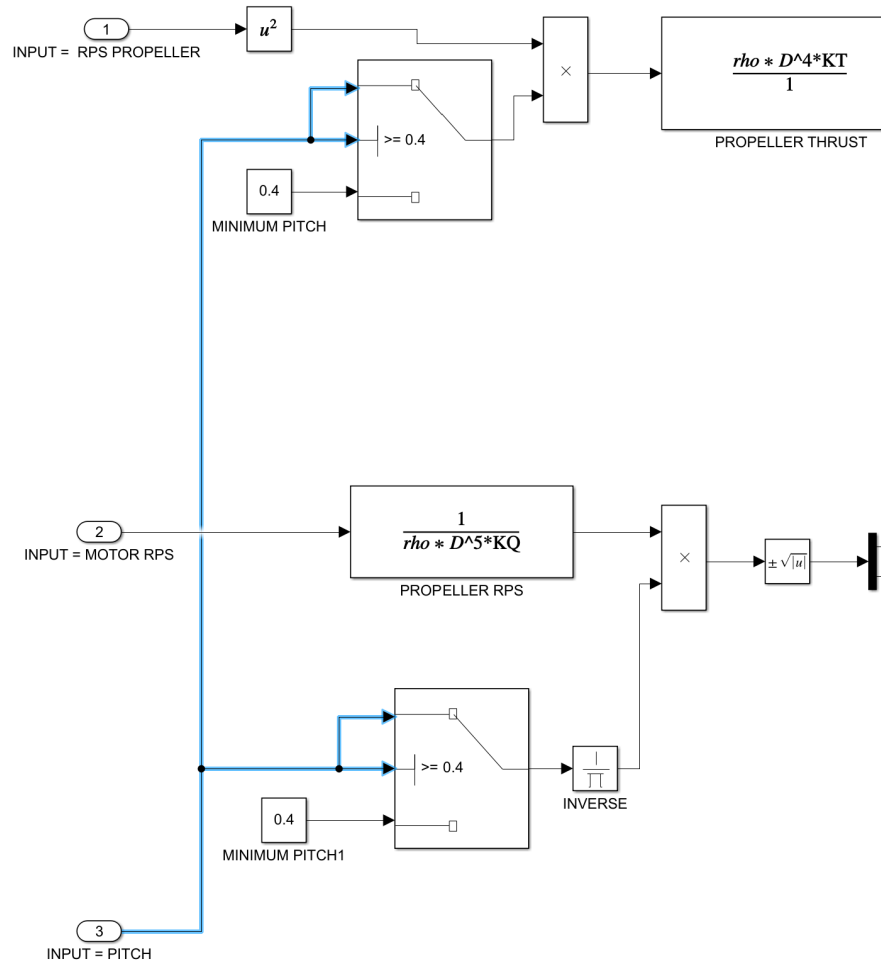 1
INPUT =  RPS PROPELLER
u²
>= 0.4
0.4
MINIMUM PITCH
×
rho * D^4*KT
1
PROPELLER THRUST
2
INPUT = MOTOR RPS
1
rho * D^5*KQ
PROPELLER RPS
×
± √|u|
>= 0.4
0.4
MINIMUM PITCH1
1
∏
INVERSE
3
INPUT = PITCH